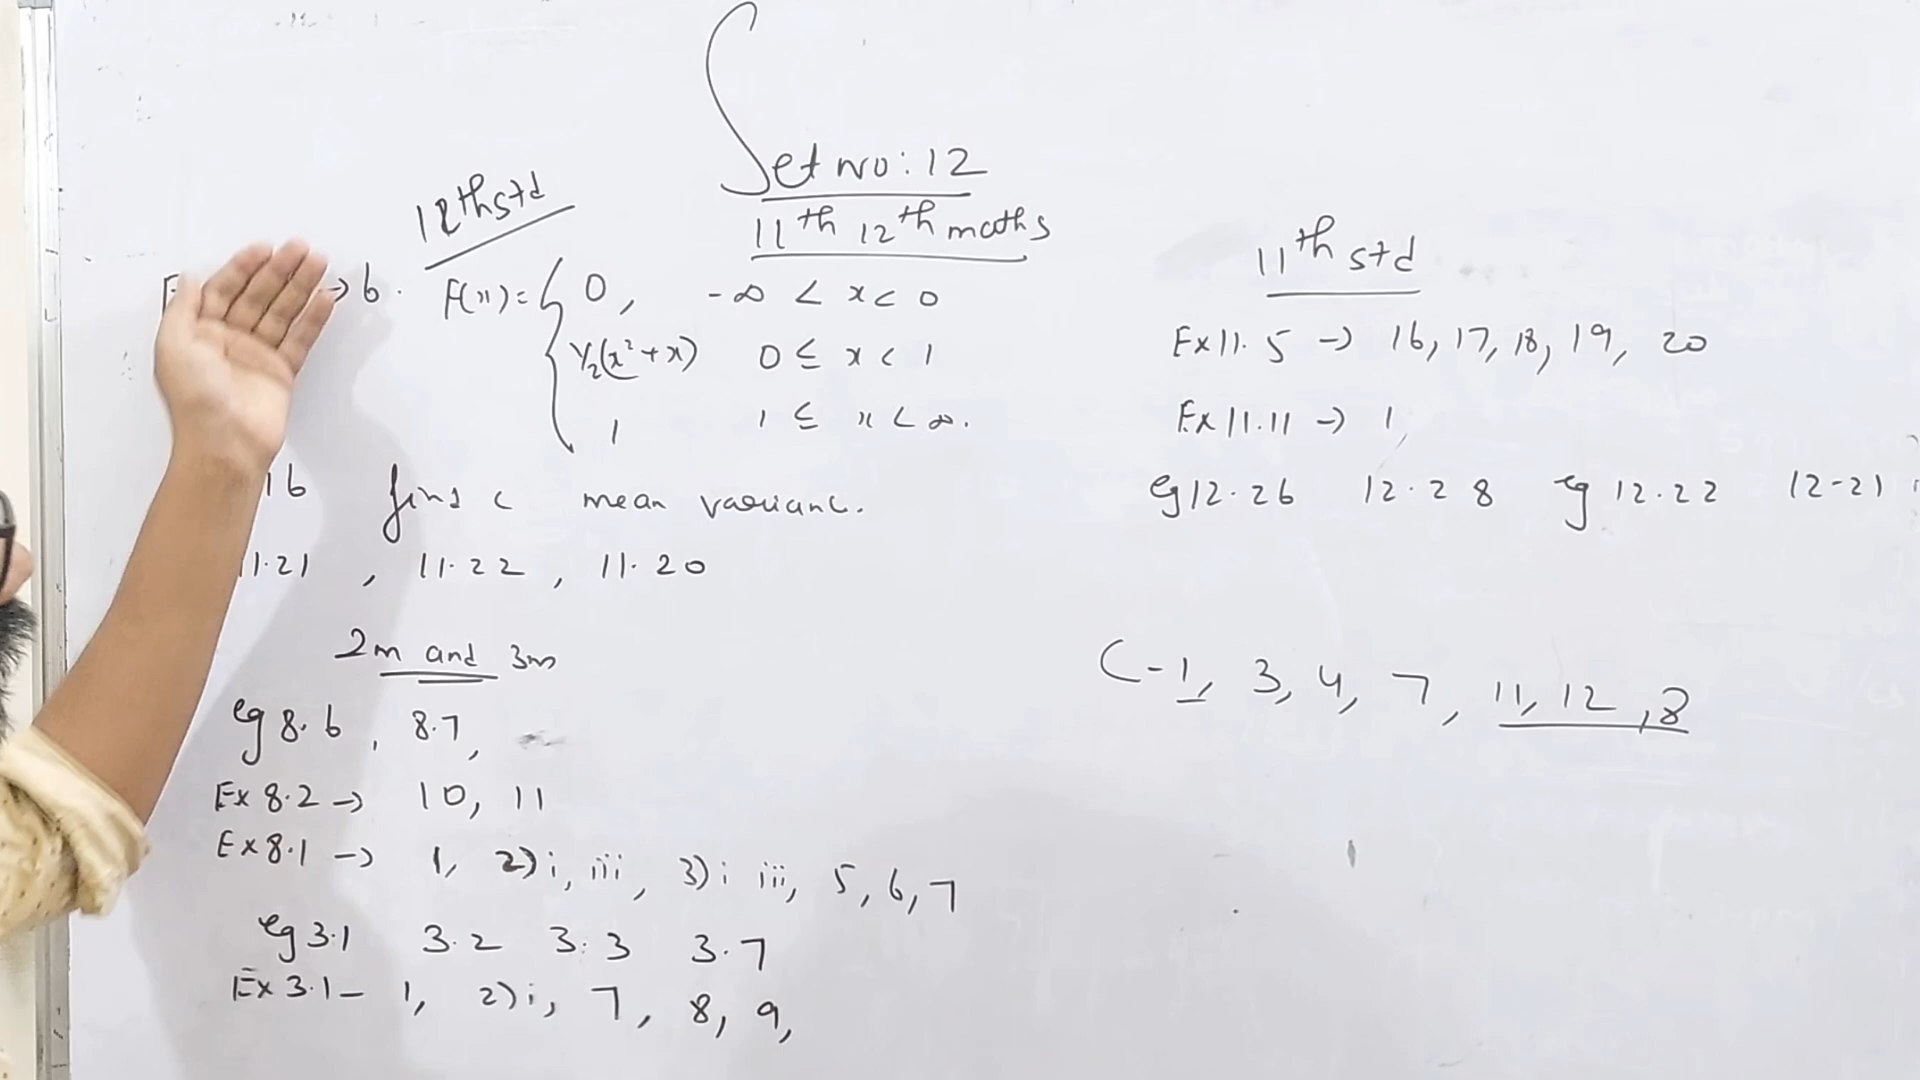 Set no: 12
11th 12th maths
12th std
→ 6. F(x) = { 0, -∞ < x < 0
1/2(x² + x) 0 ≤ x < 1
1 1 ≤ x < ∞.
16 find c mean variance.
11.21, 11.22, 11.20
2m and 3m
eg 8.6, 8.7,
Ex 8.2 → 10, 11
Ex 8.1 → 1, 2) i, iii, 3) i iii, 5, 6, 7
eg 3.1 3.2 3.3 3.7
Ex 3.1 - 1, 2) i, 7, 8, 9,
11th std
Ex 11.5 → 16, 17, 18, 19, 20
Ex 11.11 → 1,
eg 12.26 12.28 eg 12.22 12-21
C-1, 3, 4, 7, 11, 12, 8